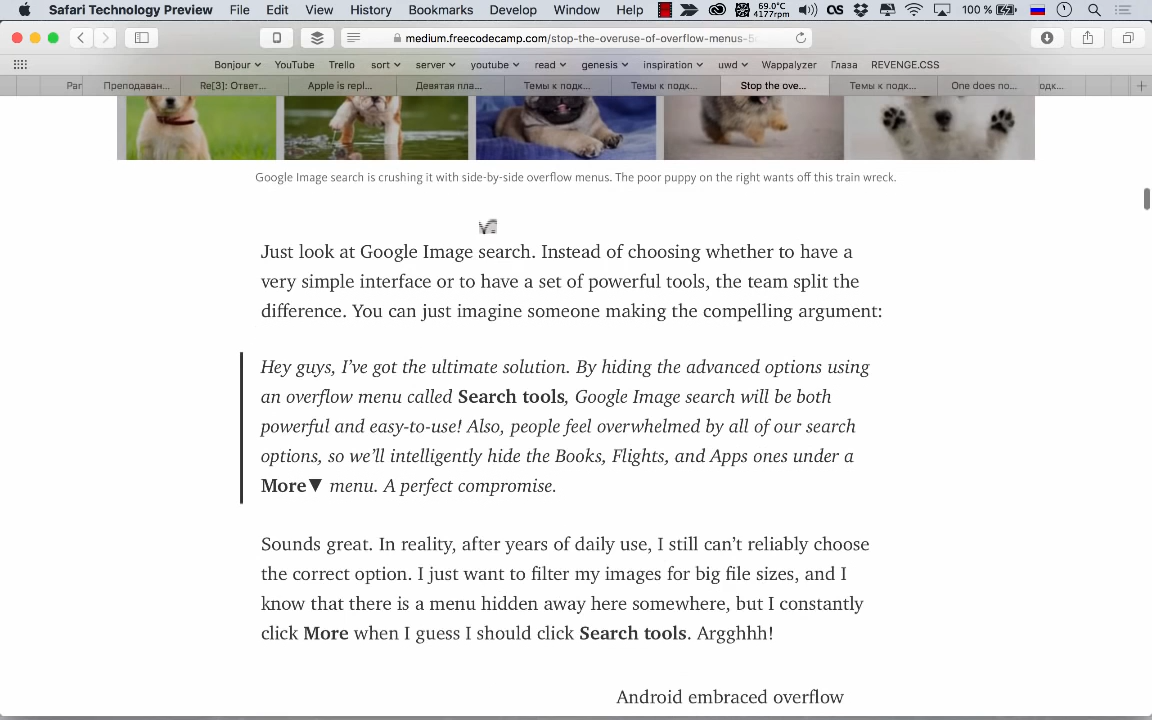 Safari Technology Preview File Edit View History Bookmarks Develop Window Help 69.0°C 4177rpm 100 %
medium.freecodecamp.com/stop-the-overuse-of-overflow-menus-5
Bonjour YouTube Trello sort server youtube read genesis inspiration uwd Wappalyzer Глаза REVENGE.CSS
Par Преподаван... Re[3]: Ответ... Apple is repl... Девятая пла... Темы к подк... Темы к подк... Stop the ove... Темы к подк... One does no... одк...
Google Image search is crushing it with side-by-side overflow menus. The poor puppy on the right wants off this train wreck.
Just look at Google Image search. Instead of choosing whether to have a
very simple interface or to have a set of powerful tools, the team split the
difference. You can just imagine someone making the compelling argument:
Hey guys, I’ve got the ultimate solution. By hiding the advanced options using
an overflow menu called Search tools, Google Image search will be both
powerful and easy-to-use! Also, people feel overwhelmed by all of our search
options, so we’ll intelligently hide the Books, Flights, and Apps ones under a
More▼ menu. A perfect compromise.
Sounds great. In reality, after years of daily use, I still can’t reliably choose
the correct option. I just want to filter my images for big file sizes, and I
know that there is a menu hidden away here somewhere, but I constantly
click More when I guess I should click Search tools. Argghhh!
Android embraced overflow